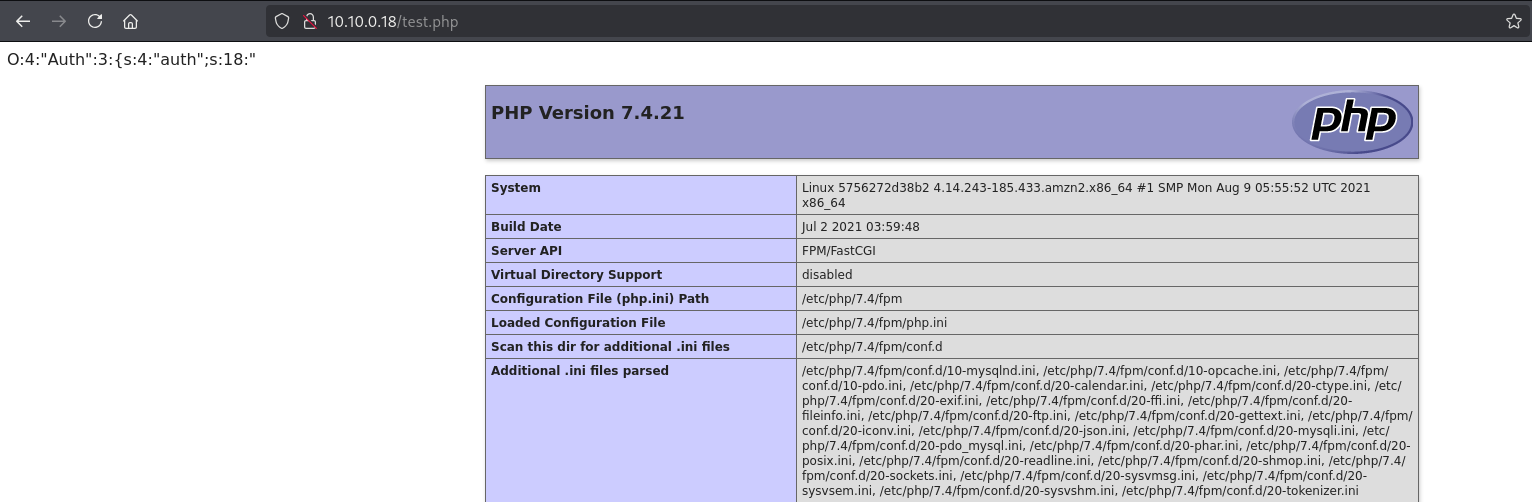 10.10.0.18/test.php
O:4:"Auth":3:{s:4:"auth";s:18:"
PHP Version 7.4.21
php
System
Linux 5756272d38b2 4.14.243-185.433.amzn2.x86_64 #1 SMP Mon Aug 9 05:55:52 UTC 2021
x86_64
Build Date
Jul 2 2021 03:59:48
Server API
FPM/FastCGI
Virtual Directory Support
disabled
Configuration File (php.ini) Path
/etc/php/7.4/fpm
Loaded Configuration File
/etc/php/7.4/fpm/php.ini
Scan this dir for additional .ini files
/etc/php/7.4/fpm/conf.d
Additional .ini files parsed
/etc/php/7.4/fpm/conf.d/10-mysqlnd.ini, /etc/php/7.4/fpm/conf.d/10-opcache.ini, /etc/php/7.4/fpm/
conf.d/10-pdo.ini, /etc/php/7.4/fpm/conf.d/20-calendar.ini, /etc/php/7.4/fpm/conf.d/20-ctype.ini, /etc/
php/7.4/fpm/conf.d/20-exif.ini, /etc/php/7.4/fpm/conf.d/20-ffi.ini, /etc/php/7.4/fpm/conf.d/20-
fileinfo.ini, /etc/php/7.4/fpm/conf.d/20-ftp.ini, /etc/php/7.4/fpm/conf.d/20-gettext.ini, /etc/php/7.4/fpm/
conf.d/20-iconv.ini, /etc/php/7.4/fpm/conf.d/20-json.ini, /etc/php/7.4/fpm/conf.d/20-mysqli.ini, /etc/
php/7.4/fpm/conf.d/20-pdo_mysql.ini, /etc/php/7.4/fpm/conf.d/20-phar.ini, /etc/php/7.4/fpm/conf.d/20-
posix.ini, /etc/php/7.4/fpm/conf.d/20-readline.ini, /etc/php/7.4/fpm/conf.d/20-shmop.ini, /etc/php/7.4/
fpm/conf.d/20-sockets.ini, /etc/php/7.4/fpm/conf.d/20-sysvmsg.ini, /etc/php/7.4/fpm/conf.d/20-
sysvsem.ini, /etc/php/7.4/fpm/conf.d/20-sysvshm.ini, /etc/php/7.4/fpm/conf.d/20-tokenizer.ini